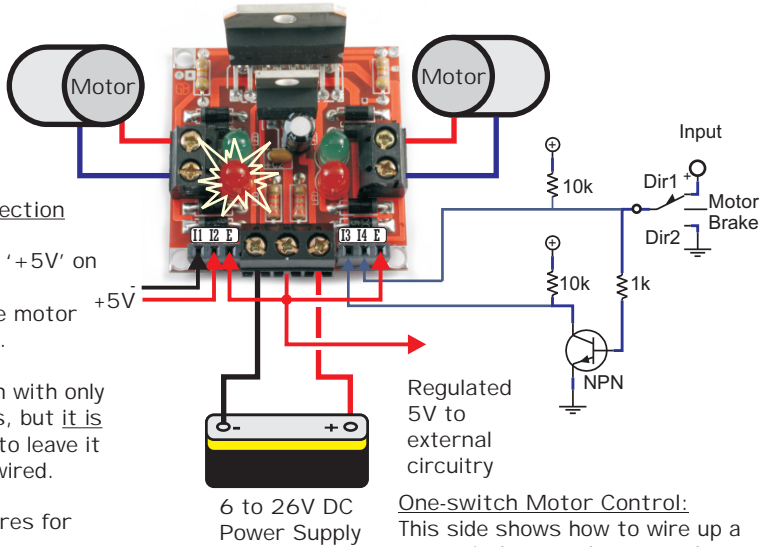 Motor
Motor
Input
10k
Dir1 +
Motor
Brake
Dir2
ection
'+5V' on
I1 I2 E
I3 I4 E
-
+5V
10k
1k
e motor
.
NPN
n with only
s, but it is
to leave it
wired.
res for
Regulated
5V to
external
circuitry
- +
6 to 26V DC
Power Supply
One-switch Motor Control:
This side shows how to wire up a